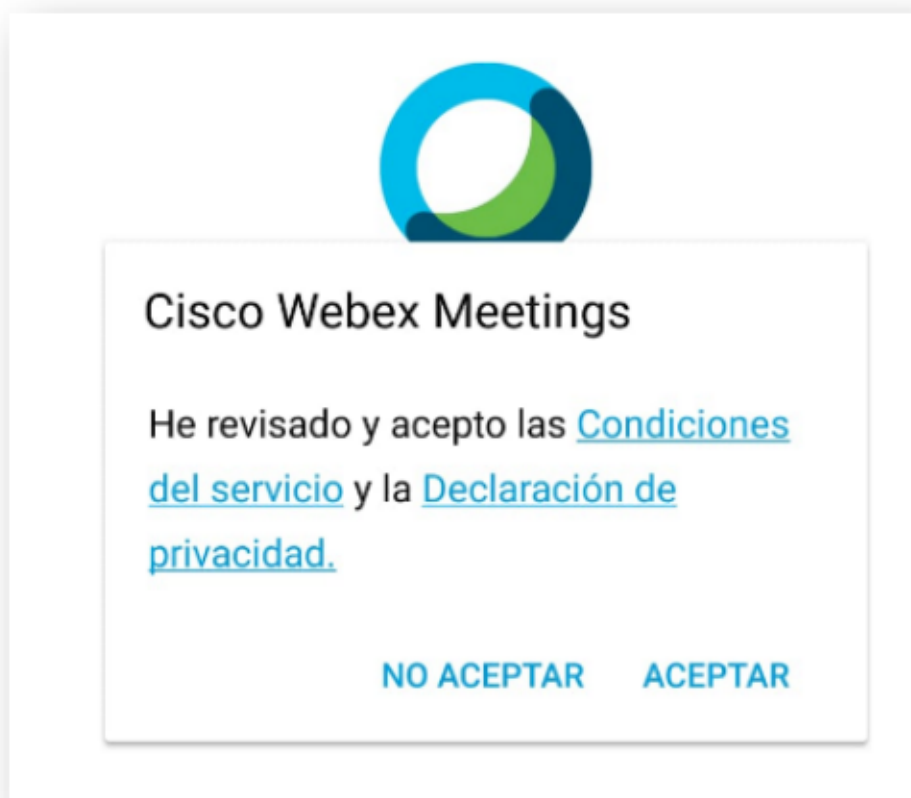 Cisco Webex Meetings
He revisado y acepto las Condiciones
del servicio y la Declaración de
privacidad.
NO ACEPTAR ACEPTAR